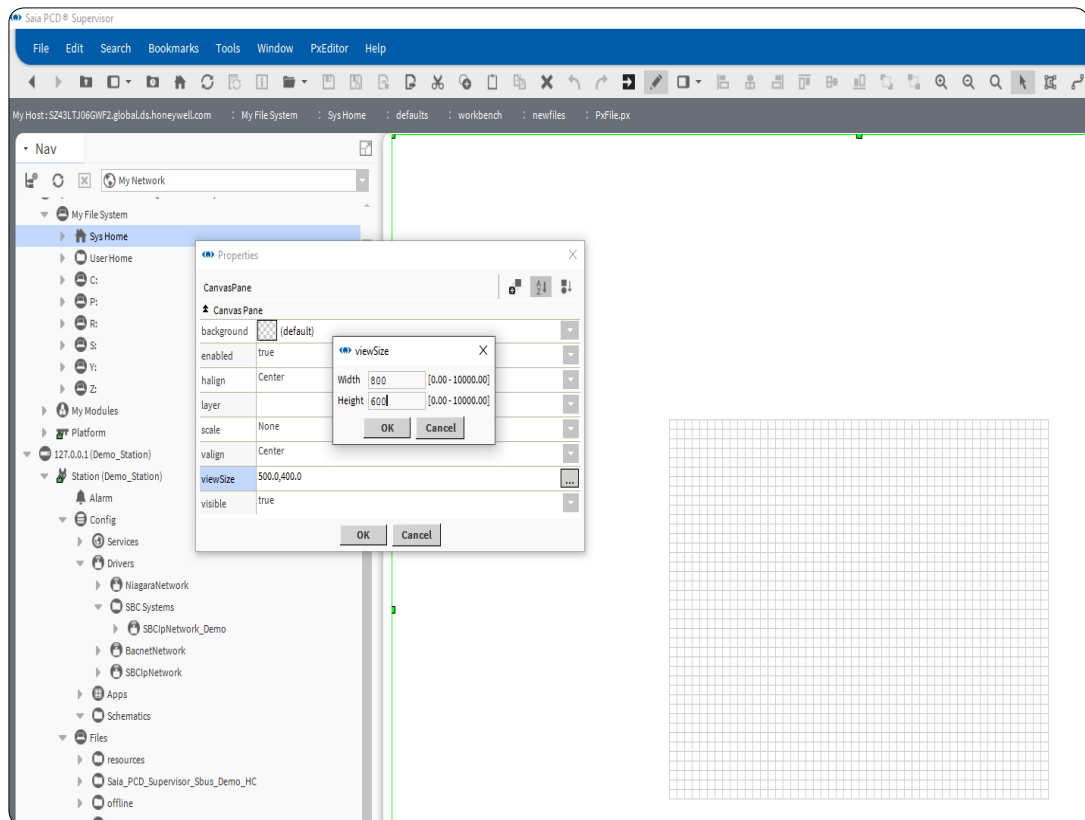 Saia PCD® Supervisor
File Edit Search Bookmarks Tools Window PxEditor Help
My Host : SZ43LTJ06GWF2.global.ds.honeywell.com : My File System : Sys Home : defaults : workbench : newfiles : PxFile.px
Nav
My Network
My File System
Sys Home
User Home
C:
P:
R:
S:
Y:
Z:
My Modules
Platform
127.0.0.1 (Demo_Station)
Station (Demo_Station)
Alarm
Config
Services
Drivers
NiagaraNetwork
SBC Systems
SBCIpNetwork_Demo
BacnetNetwork
SBCIpNetwork
Apps
Schematics
Files
resources
Saia_PCD_Supervisor_Sbus_Demo_HC
offline
Properties X
CanvasPane
Canvas Pane
background (default)
enabled true
halign Center
layer
scale None
valign Center
viewSize 500.0,400.0 ...
visible true
OK Cancel
viewSize X
Width 800 [0.00 - 10000.00]
Height 600 [0.00 - 10000.00]
OK Cancel